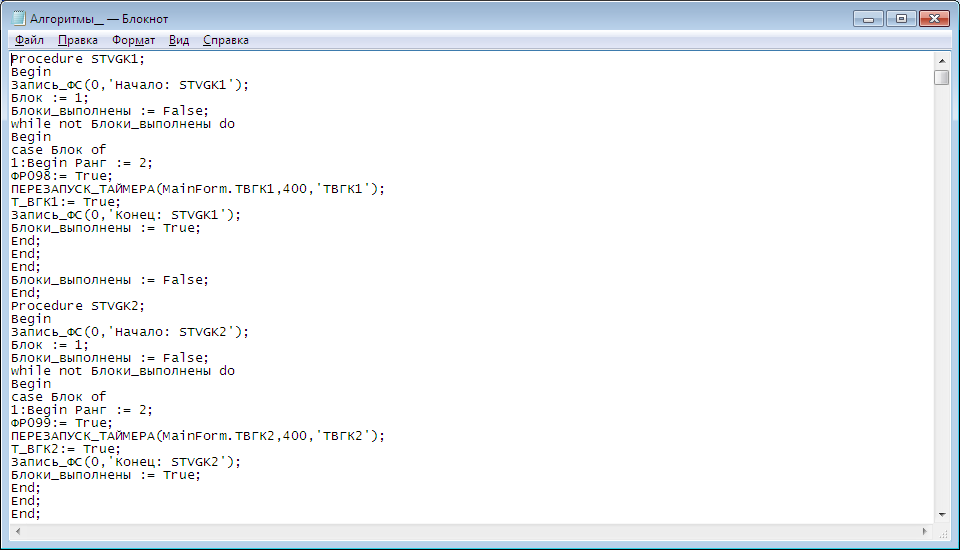 Алгоритмы__ — Блокнот
Файл Правка Формат Вид Справка
Procedure STVGK1;
Begin
Запись_ФС(0,'Начало: STVGK1');
Блок := 1;
Блоки_выполнены := False;
while not Блоки_выполнены do
Begin
case Блок of
1:Begin Ранг := 2;
ФР098:= True;
ПЕРЕЗАПУСК_ТАЙМЕРА(MainForm.ТВГК1,400,'ТВГК1');
Т_ВГК1:= True;
Запись_ФС(0,'Конец: STVGK1');
Блоки_выполнены := True;
End;
End;
End;
Блоки_выполнены := False;
End;
Procedure STVGK2;
Begin
Запись_ФС(0,'Начало: STVGK2');
Блок := 1;
Блоки_выполнены := False;
while not Блоки_выполнены do
Begin
case Блок of
1:Begin Ранг := 2;
ФР099:= True;
ПЕРЕЗАПУСК_ТАЙМЕРА(MainForm.ТВГК2,400,'ТВГК2');
Т_ВГК2:= True;
Запись_ФС(0,'Конец: STVGK2');
Блоки_выполнены := True;
End;
End;
End;